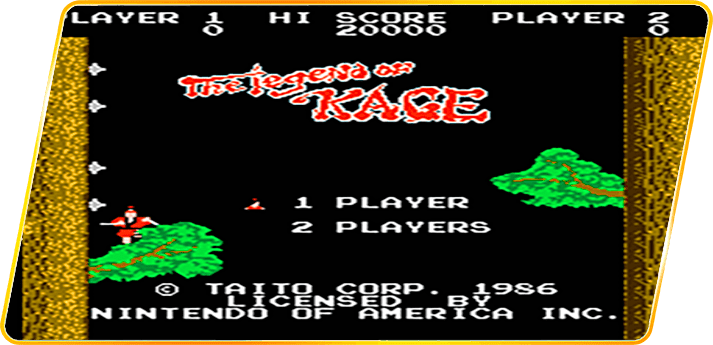 PLAYER 1 HI SCORE PLAYER 2
0 20000 0
The Legend of
KAGE
1 PLAYER
2 PLAYERS
© TAITO CORP. 1986
LICENSED BY
NINTENDO OF AMERICA INC.